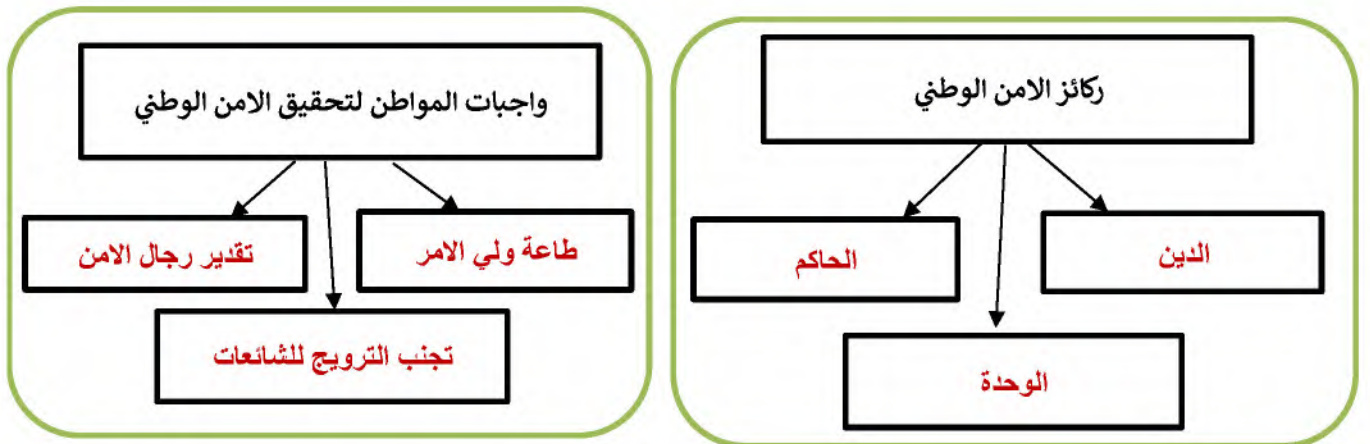 ركائز الامن الوطني
الدين
الحاكم
الوحدة
واجبات المواطن لتحقيق الامن الوطني
طاعة ولي الامر
تقدير رجال الامن
تجنب الترويج للشائعات